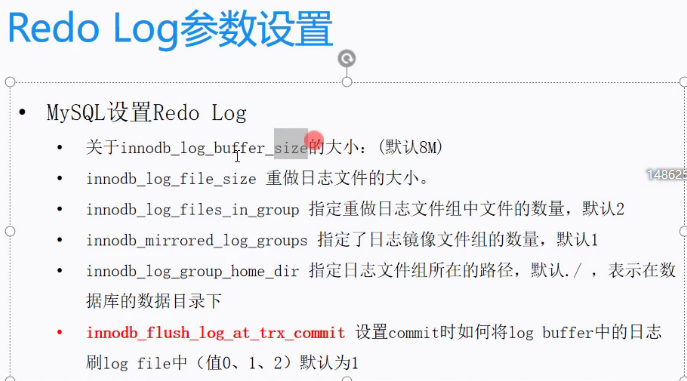 Redo Log参数设置
• MySQL设置Redo Log
• 关于innodb_log_buffer_size的大小：(默认8M)
• innodb_log_file_size 重做日志文件的大小。
148625
• innodb_log_files_in_group 指定重做日志文件组中文件的数量，默认2
• innodb_mirrored_log_groups 指定了日志镜像文件组的数量，默认1
• innodb_log_group_home_dir 指定日志文件组所在的路径，默认./ ，表示在数
据库的数据目录下
• innodb_flush_log_at_trx_commit 设置commit时如何将log buffer中的日志
刷log file中（值0、1、2）默认为1